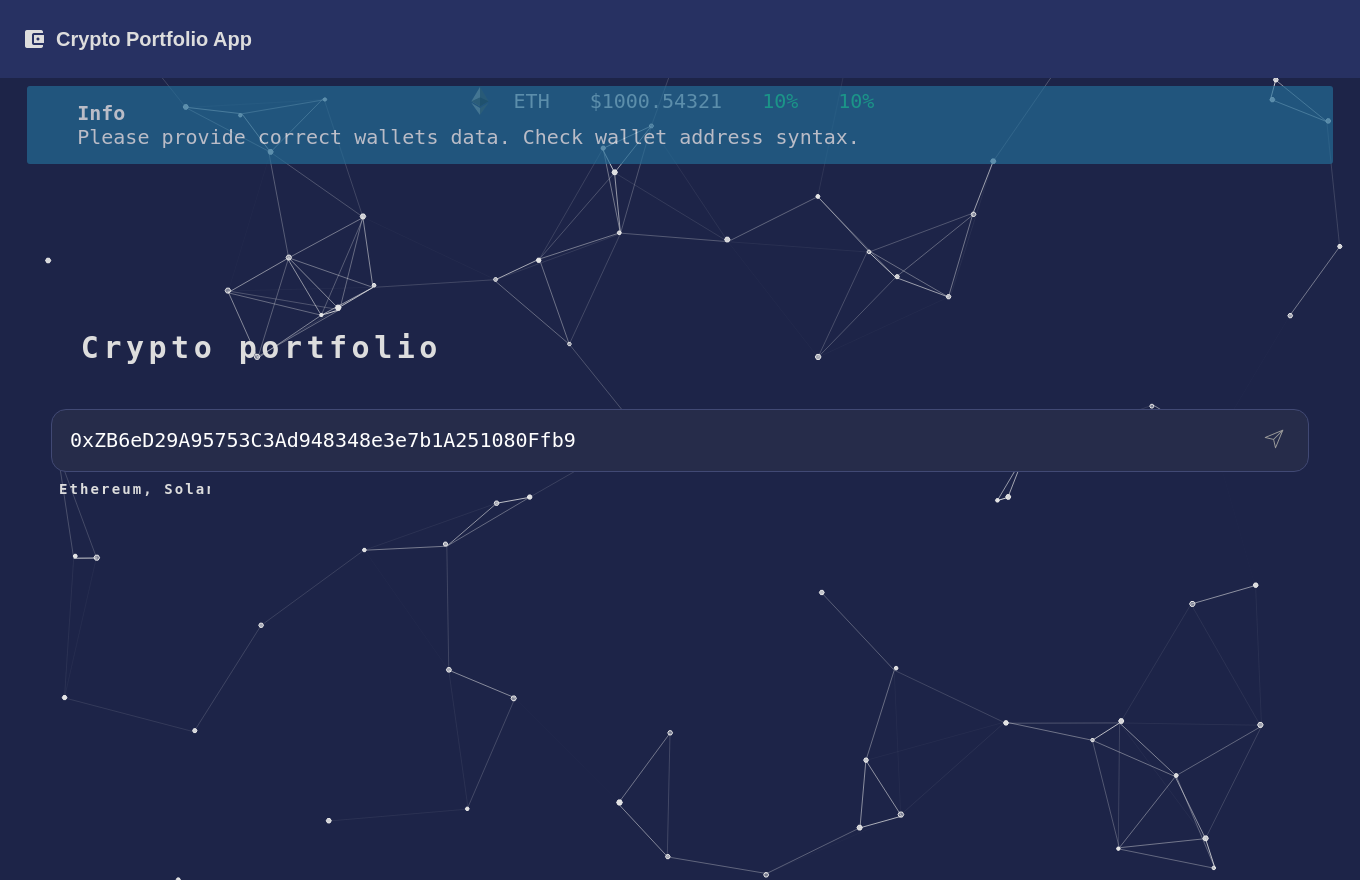 Crypto Portfolio App
ETH $1000.54321 10% 10%
Info
Please provide correct wallets data. Check wallet address syntax.
Crypto portfolio
0xZB6eD29A95753C3Ad948348e3e7b1A251080Ffb9
Ethereum, Sola